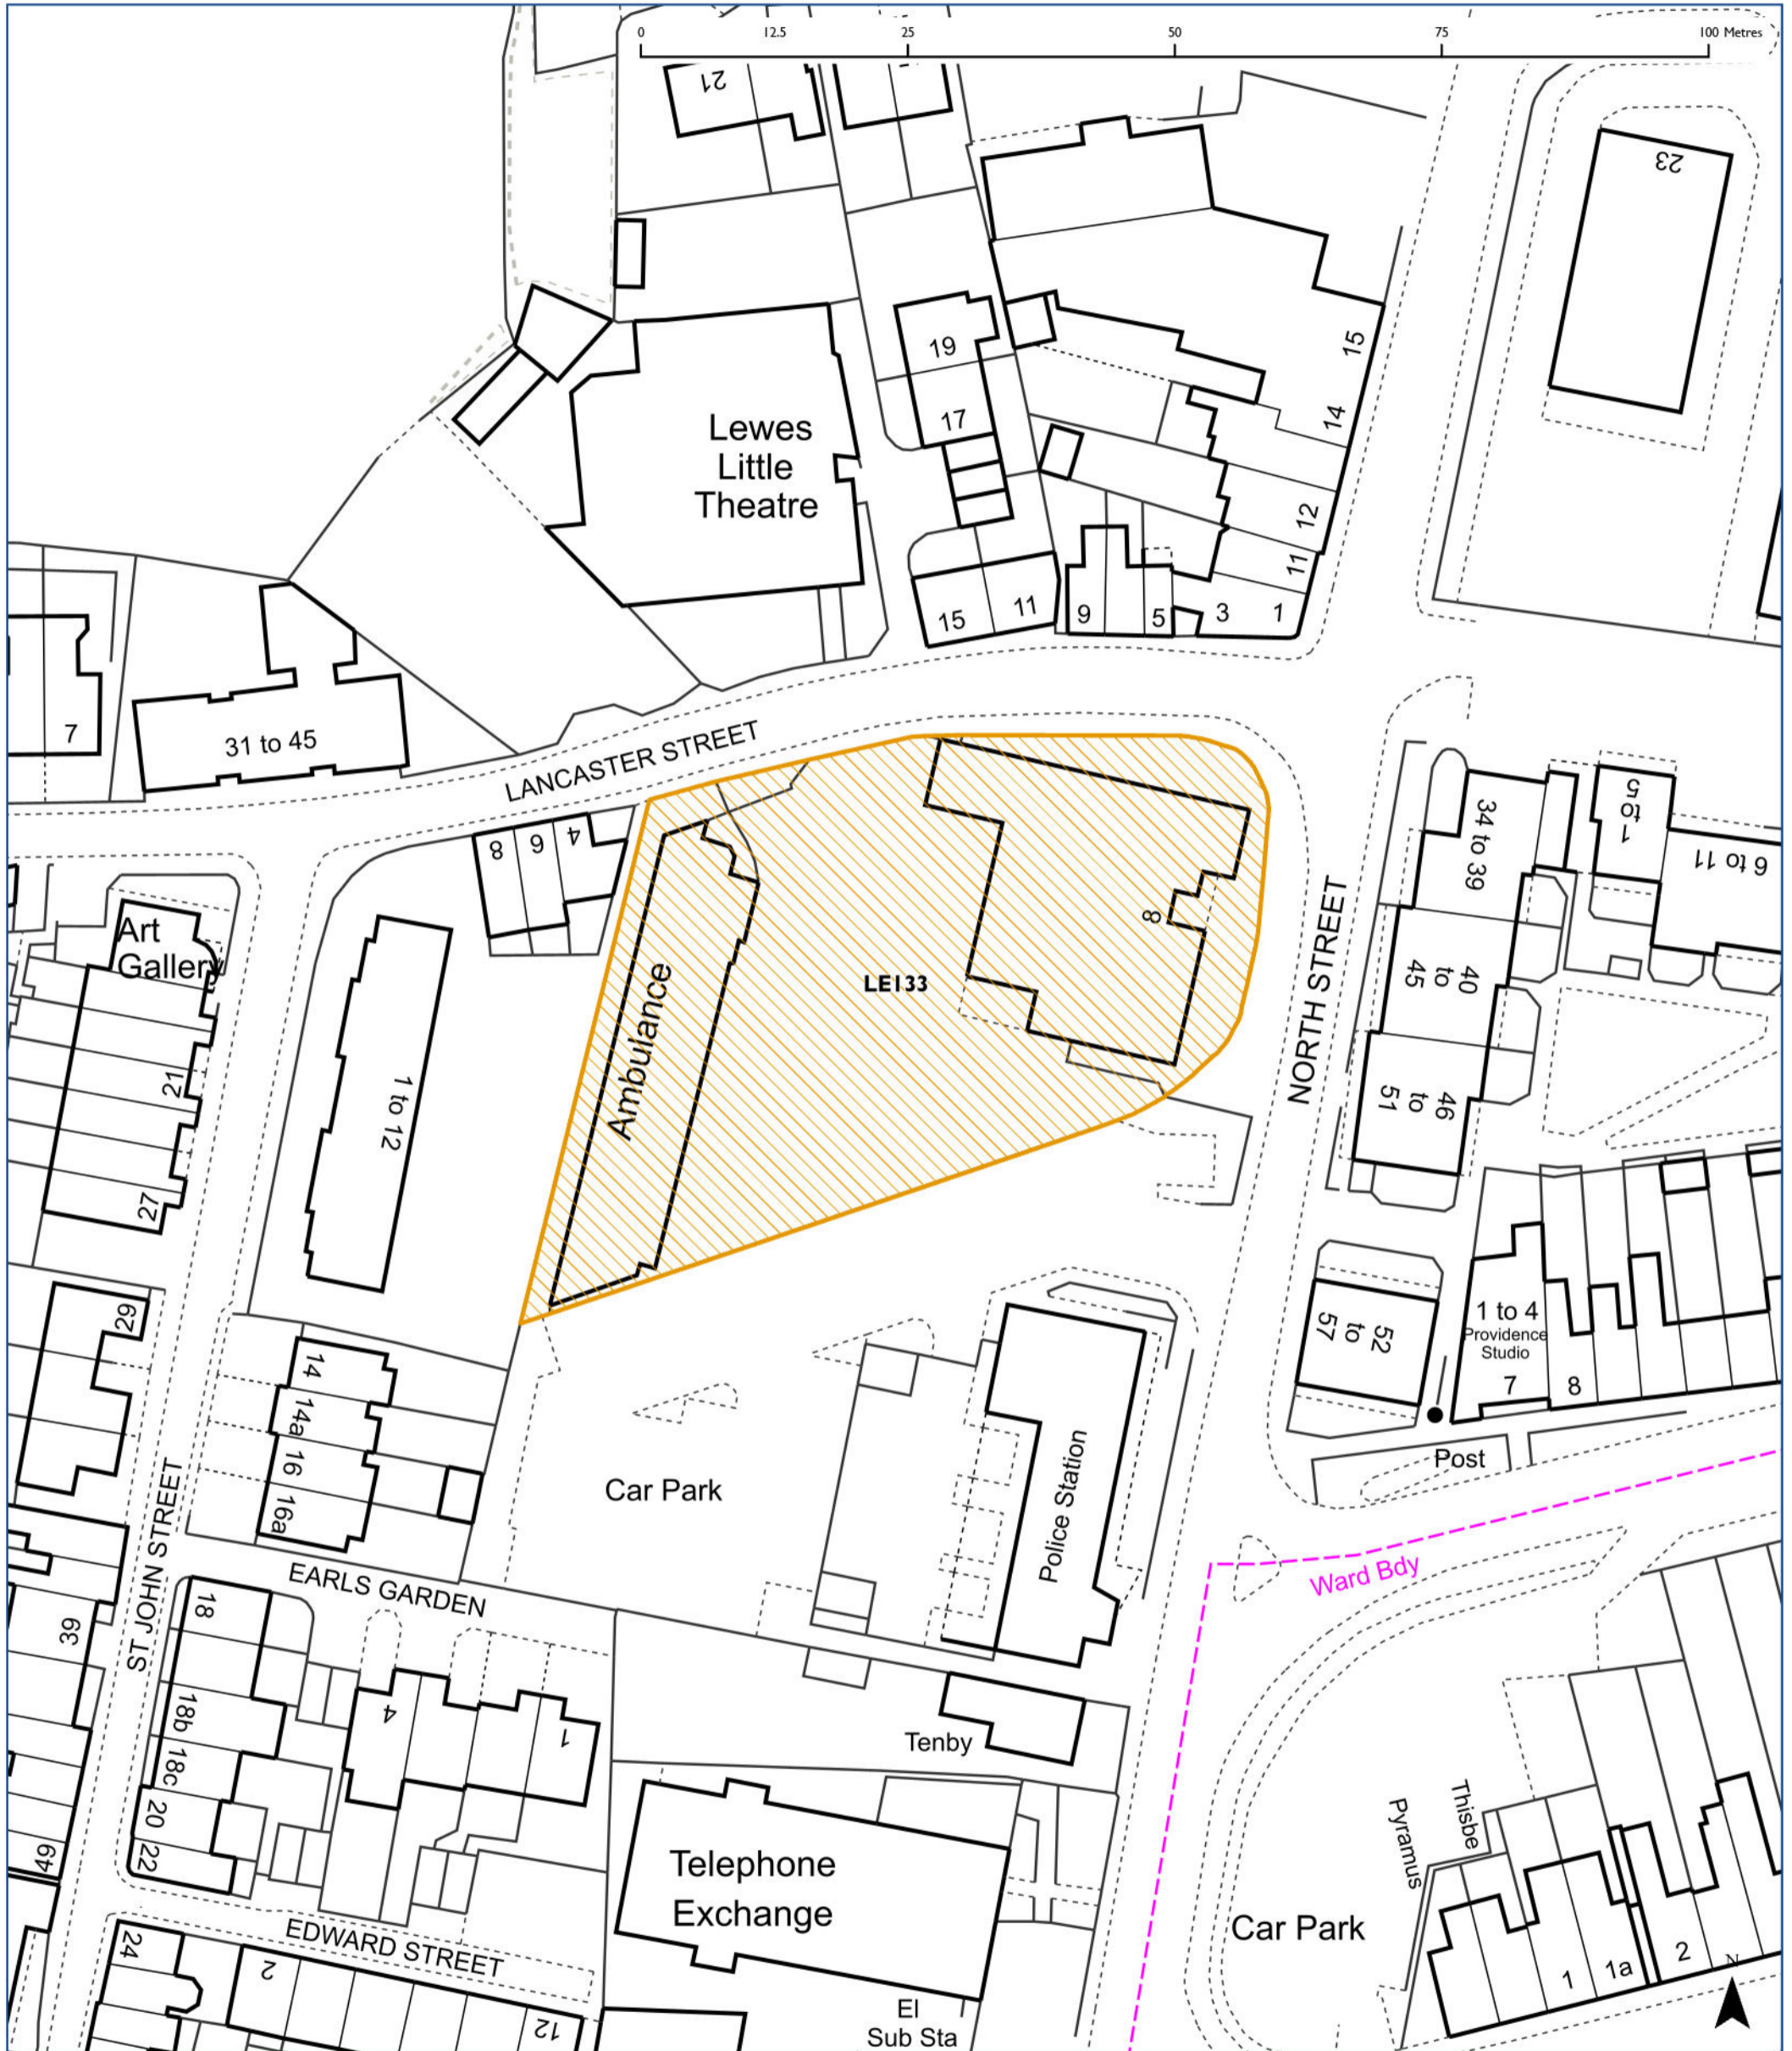 0 12.5 25 50 75 100 Metres
21
23
19
17
15
14
12
11
15
11
9
5
3
1
Lewes
Little
Theatre
7
31 to 45
LANCASTER STREET
8
6
4
34 to 39
1 to 5
6 to 11
Art
Gallery
8
LE133
Ambulance
NORTH STREET
40
to
45
46
to
51
1 to 12
21
27
29
52
to
57
1 to 4
Providence
Studio
7
8
14
14a
16
16a
Car Park
Police Station
Post
ST JOHN STREET
EARLS GARDEN
Ward Bdy
39
18
18b
18c
20
22
4
1
Tenby
49
Telephone
Exchange
Thisbe
Pyramus
Car Park
EDWARD STREET
24
2
12
El
Sub Sta
1
1a
2
N